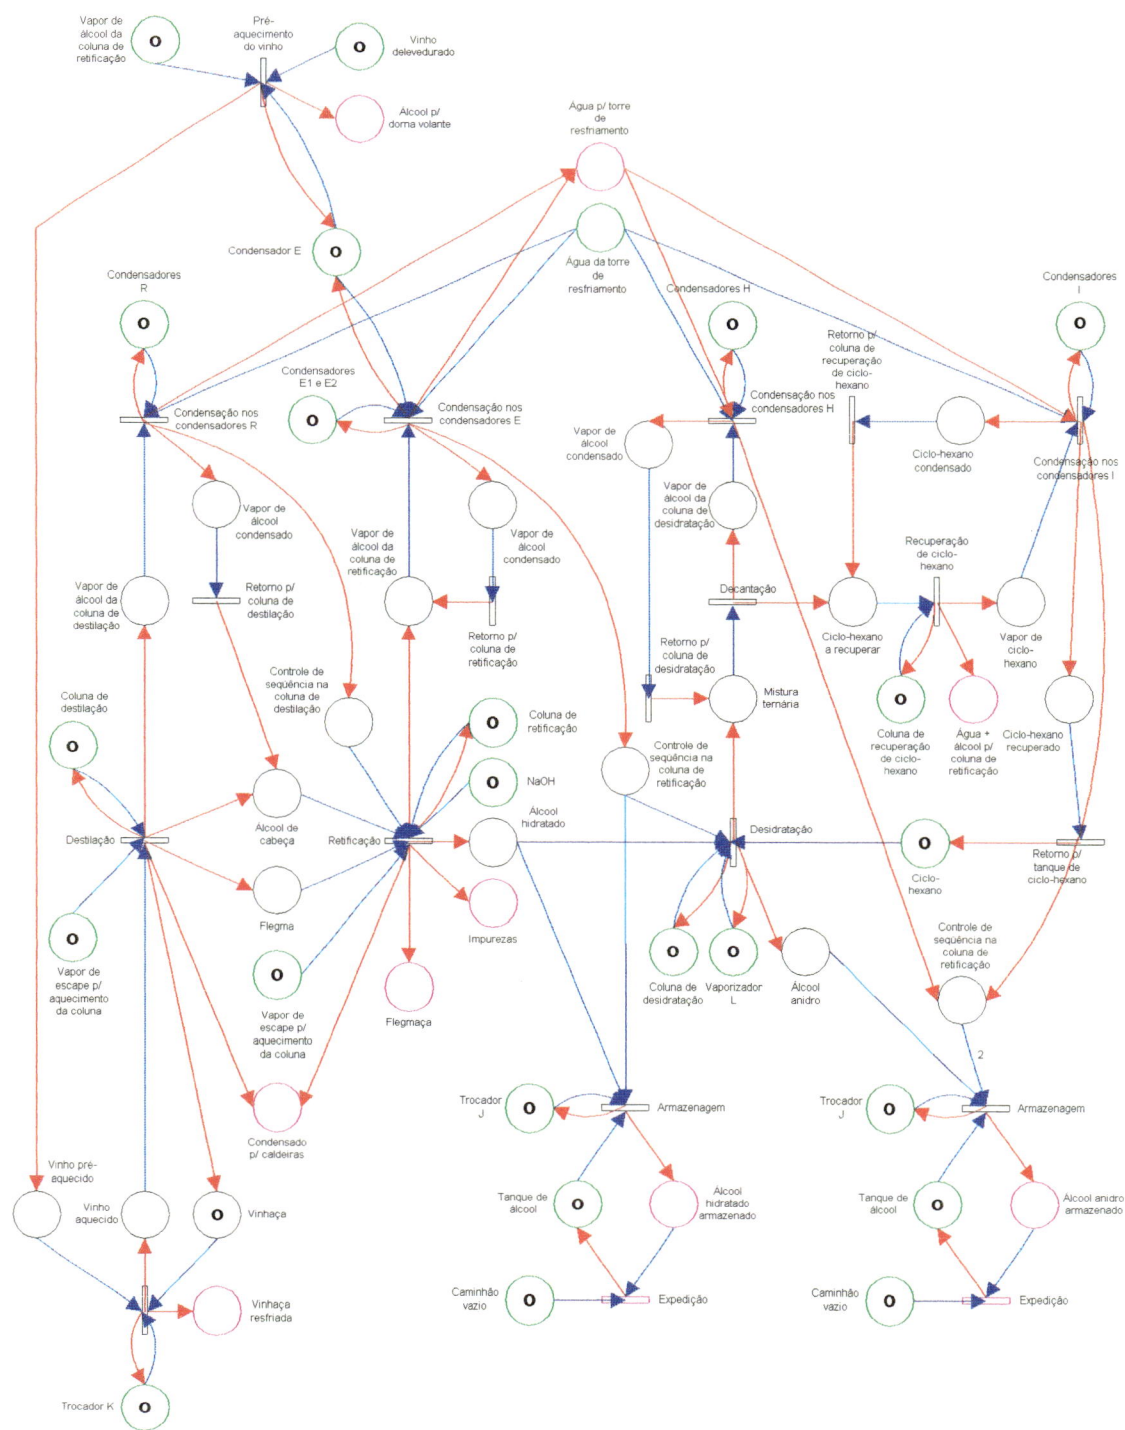 Vapor de
álcool da
coluna de
retificação
Pré-
aquecimento
do vinho
Vinho
delevedurado
Álcool p/
dorna volante
Água p/ torre
de
resfriamento
Condensador E
Água da torre
de
resfriamento
Condensadores
R
Condensadores H
Condensadores
I
Retorno p/
coluna de
recuperação
de ciclo-
hexano
Condensadores
E1 e E2
Condensação nos
condensadores R
Condensação nos
condensadores E
Condensação nos
condensadores H
Vapor de
álcool
condensado
Ciclo-hexano
condensado
Condensação nos
condensadores I
Vapor de
álcool
condensado
Vapor de
álcool da
coluna de
retificação
Vapor de
álcool
condensado
Vapor de
álcool da
coluna de
desidratação
Recuperação
de ciclo-
hexano
Vapor de
álcool da
coluna de
destilação
Retorno p/
coluna de
destilação
Retorno p/
coluna de
retificação
Decantação
Ciclo-hexano
a recuperar
Vapor de
ciclo-
hexano
Retorno p/
coluna de
desidratação
Controle de
seqüência na
coluna de
destilação
Mistura
ternária
Coluna de
destilação
Coluna de
retificação
Coluna de
recuperação
de ciclo-
hexano
Água +
álcool p/
coluna de
retificação
Ciclo-hexano
recuperado
Controle de
seqüência na
coluna de
retificação
NaOH
Destilação
Álcool de
cabeça
Retificação
Álcool
hidratado
Desidratação
Ciclo-
hexano
Retorno p/
tanque de
ciclo-hexano
Flegma
Impurezas
Vapor de
escape p/
aquecimento
da coluna
Vapor de
escape p/
aquecimento
da coluna
Flegmaça
Coluna de
desidratação
Vaporizador
L
Álcool
anidro
Controle de
seqüência na
coluna de
retificação
2
Trocador
J
Armazenagem
Trocador
J
Armazenagem
Condensado
p/ caldeiras
Vinho pré-
aquecido
Vinho
aquecido
Vinhaça
Tanque de
álcool
Álcool
hidratado
armazenado
Tanque de
álcool
Álcool anidro
armazenado
Vinhaça
resfriada
Caminhão
vazio
Expedição
Caminhão
vazio
Expedição
Trocador K